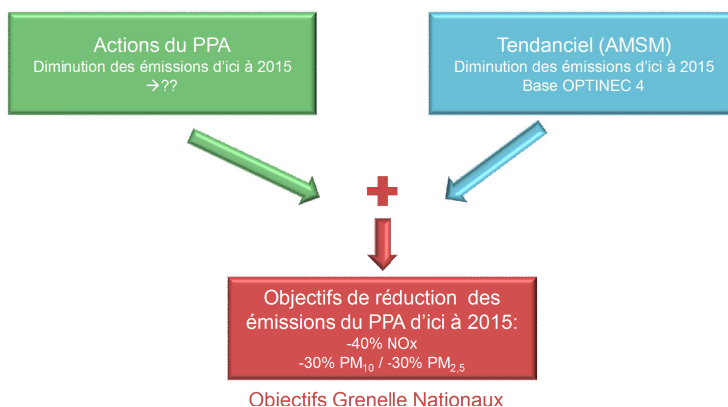 Actions du PPA
Diminution des émissions d'ici à 2015
→??
Tendanciel (AMSM)
Diminution des émissions d'ici à 2015
Base OPTINEC 4
+
Objectifs de réduction des
émissions du PPA d'ici à 2015:
-40% NOx
-30% PM₁₀ / -30% PM₂,₅
Objectifs Grenelle Nationaux